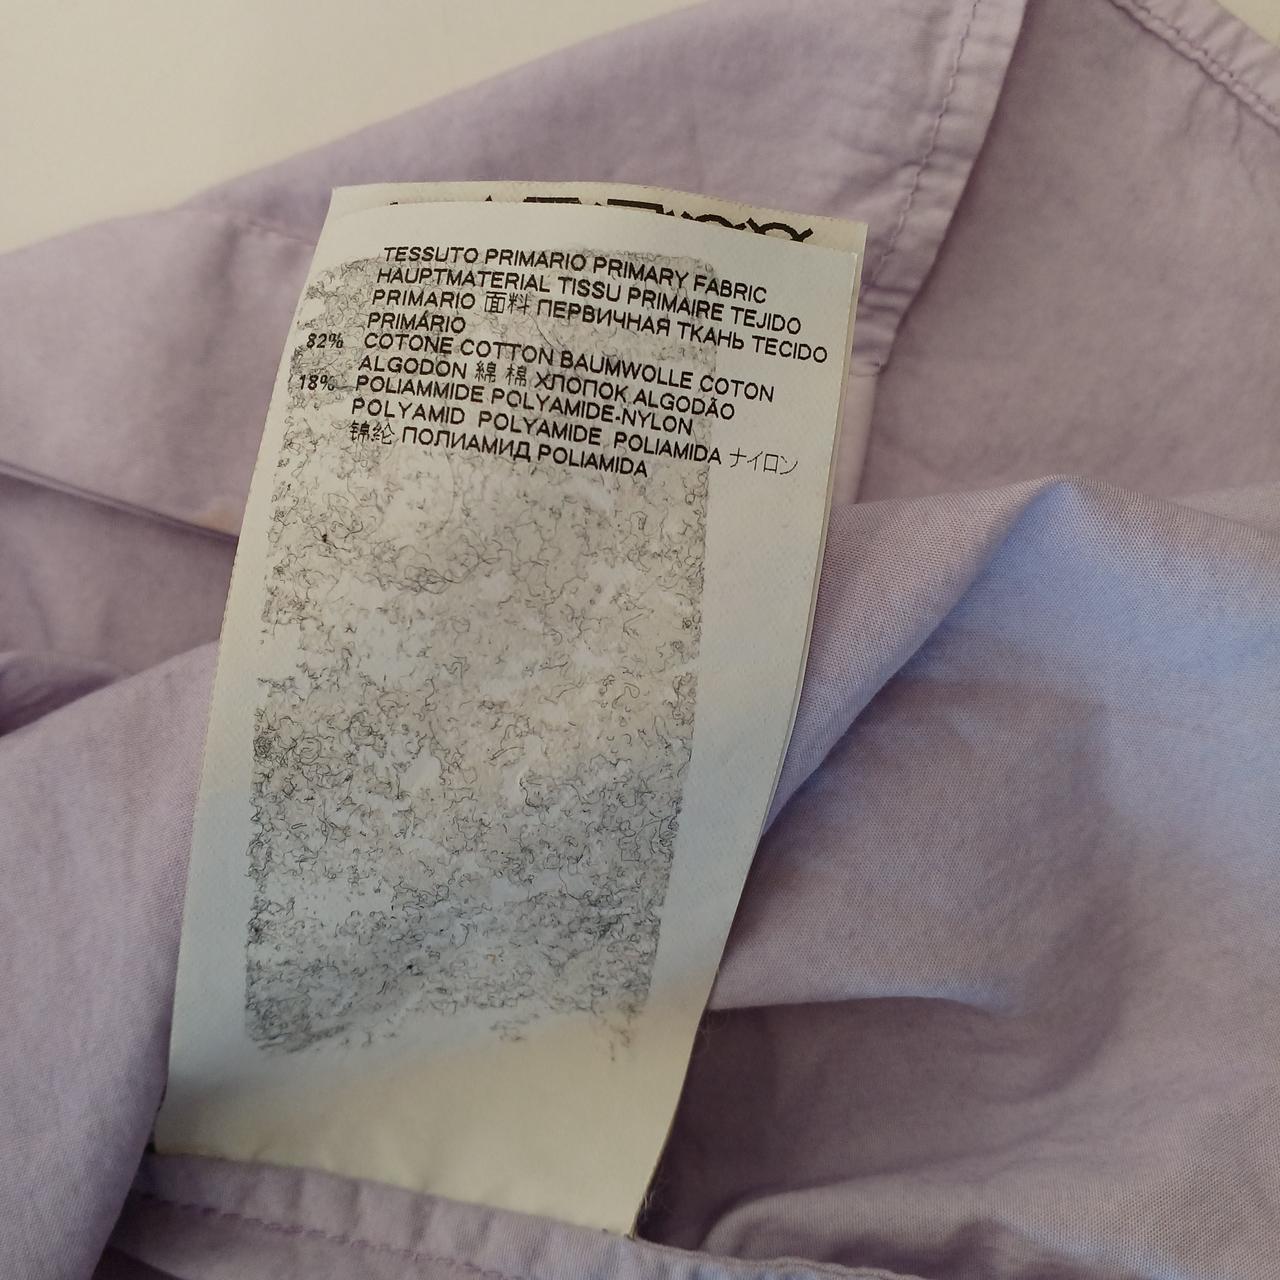 TESSUTO PRIMARIO PRIMARY FABRIC
HAUPTMATERIAL TISSU PRIMAIRE TEJIDO
PRIMARIO 面料 ПЕРВИЧНАЯ ТКАНЬ TECIDO
PRIMÁRIO
82% COTONE COTTON BAUMWOLLE COTON
ALGODON 綿 棉 ХЛОПОК ALGODÃO
18% POLIAMMIDE POLYAMIDE-NYLON
POLYAMID POLYAMIDE POLIAMIDA ナイロン
锦纶 ПОЛИАМИД POLIAMIDA